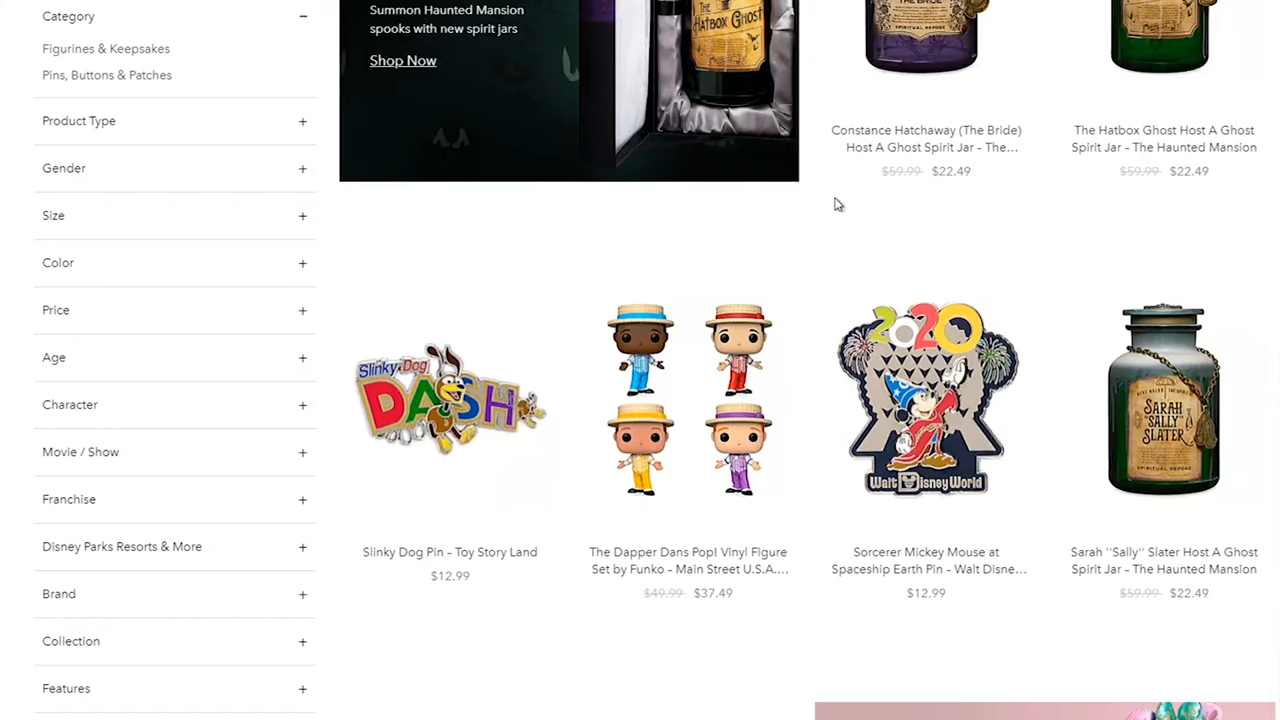 Category
Figurines & Keepsakes
Pins, Buttons & Patches
Product Type
Gender
Size
Color
Price
Age
Character
Movie / Show
Franchise
Disney Parks Resorts & More
Brand
Collection
Features
Summon Haunted Mansion
spooks with new spirit jars
Shop Now
THE
HATBOX GHOST
THE BRIDE
SPIRITUAL REPOSE
Constance Hatchaway (The Bride)
Host A Ghost Spirit Jar - The...
$59.99 $22.49
The Hatbox Ghost Host A Ghost
Spirit Jar - The Haunted Mansion
$59.99 $22.49
Slinky Dog
DASH
Slinky Dog Pin - Toy Story Land
$12.99
The Dapper Dans Pop! Vinyl Figure
Set by Funko - Main Street U.S.A....
$49.99 $37.49
2020
Walt Disney World
Sorcerer Mickey Mouse at
Spaceship Earth Pin - Walt Disne...
$12.99
SARAH
"SALLY"
SLATER
SPIRITUAL REPOSE
Sarah ''Sally'' Slater Host A Ghost
Spirit Jar - The Haunted Mansion
$59.99 $22.49